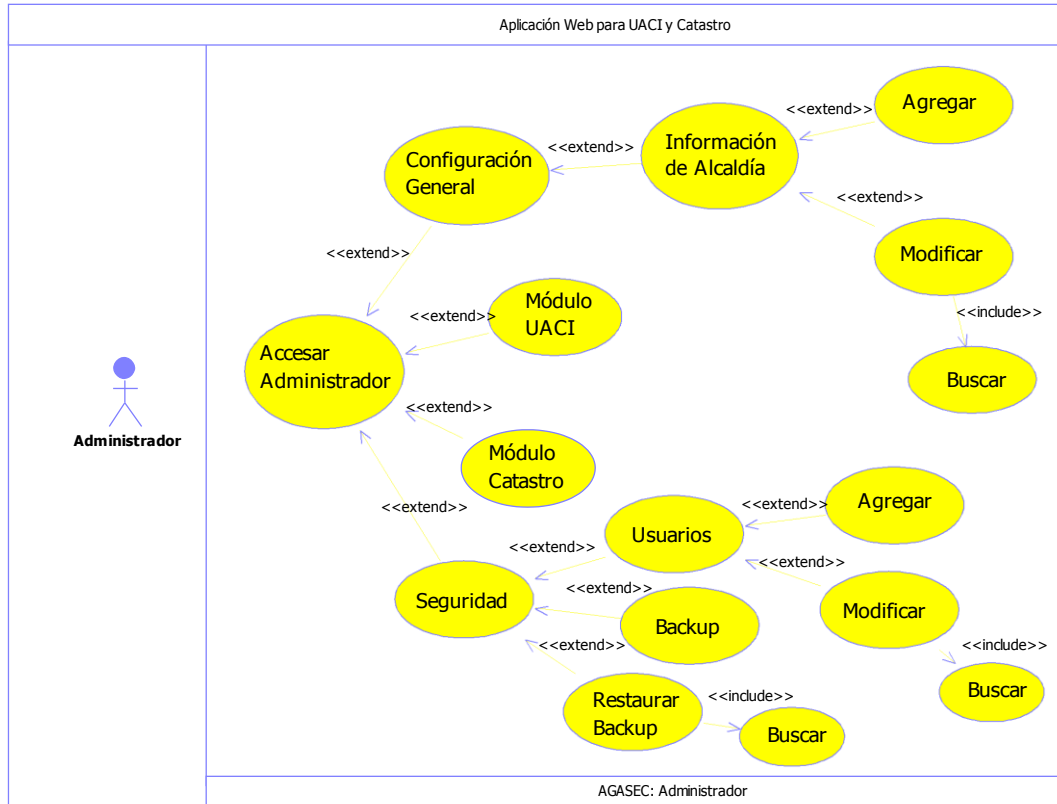 Aplicación Web para UACI y Catastro
Agregar
<<extend>>
Información
de Alcaldía
<<extend>>
Configuración
General
<<extend>>
Modificar
<<extend>>
<<include>>
Buscar
Módulo
UACI
<<extend>>
Accesar
Administrador
<<extend>>
Módulo
Catastro
Administrador
<<extend>>
Agregar
<<extend>>
Usuarios
<<extend>>
<<extend>>
Seguridad
<<extend>>
Backup
Modificar
<<include>>
Buscar
<<extend>>
Restaurar
Backup
<<include>>
Buscar
AGASEC: Administrador